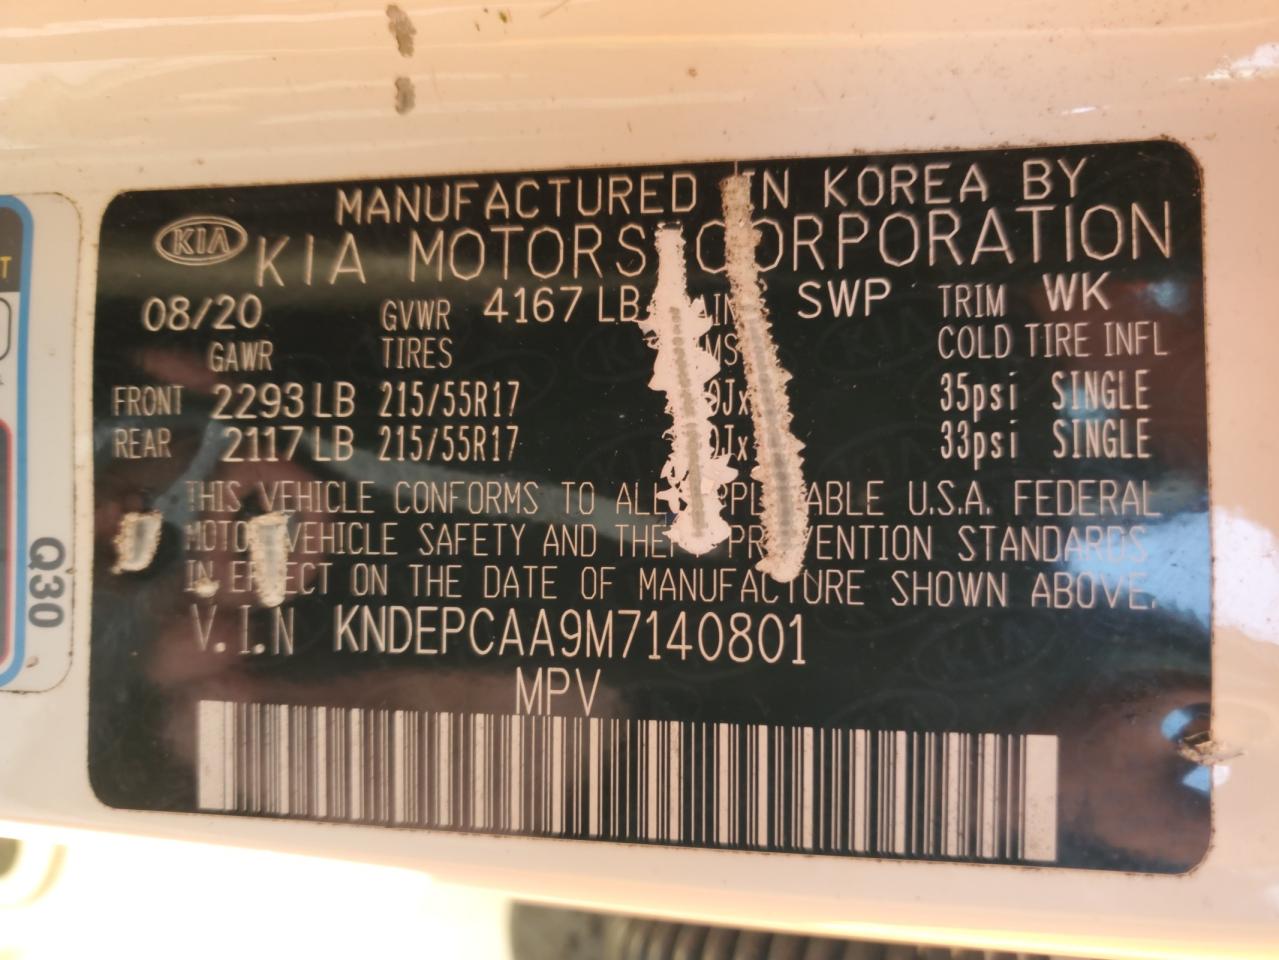 MANUFACTURED IN KOREA BY
KIA KIA MOTORS CORPORATION
08/20 GVWR 4167 LB SWP TRIM WK
GAWR TIRES COLD TIRE INFL
FRONT 2293 LB 215/55R17 35psi SINGLE
REAR 2117 LB 215/55R17 33psi SINGLE
THIS VEHICLE CONFORMS TO ALL APPLICABLE U.S.A. FEDERAL
MOTOR VEHICLE SAFETY AND THEFT PREVENTION STANDARDS
IN EFFECT ON THE DATE OF MANUFACTURE SHOWN ABOVE.
V.I.N KNDEPCAA9M7140801
MPV
Q30